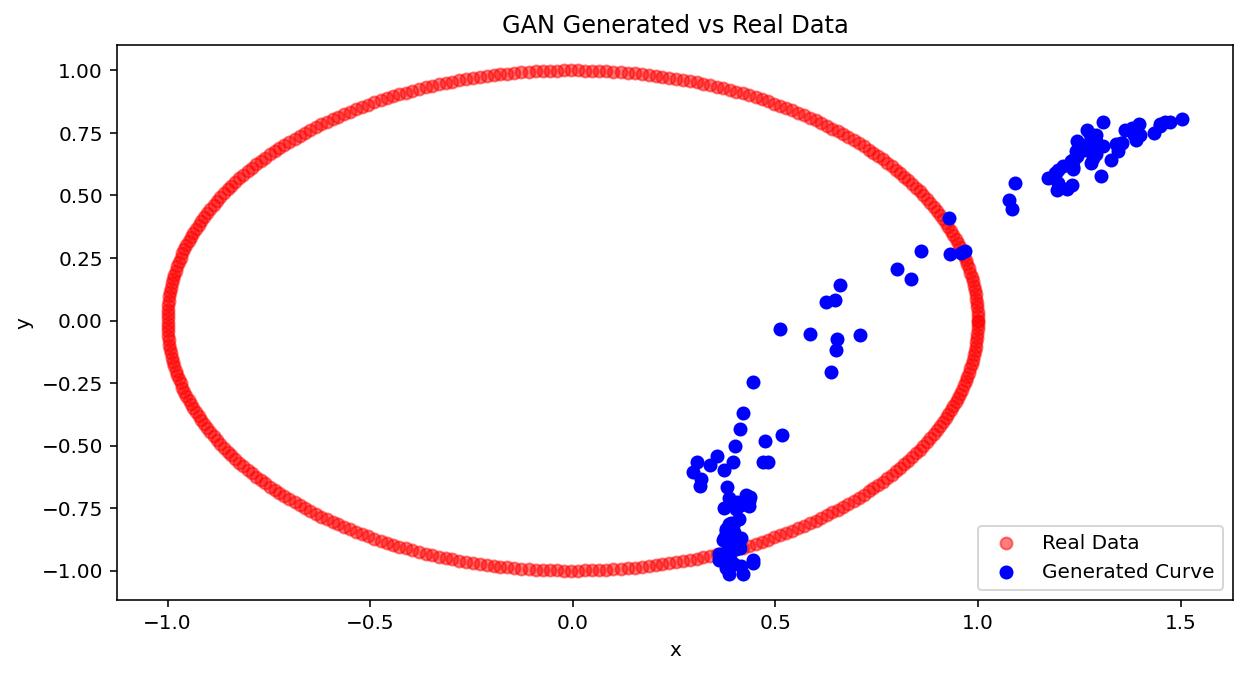 GAN Generated vs Real Data
1.00
0.75
0.50
0.25
0.00
−0.25
−0.50
−0.75
−1.00
y
Real Data
Generated Curve
−1.0 −0.5 0.0 0.5 1.0 1.5
x